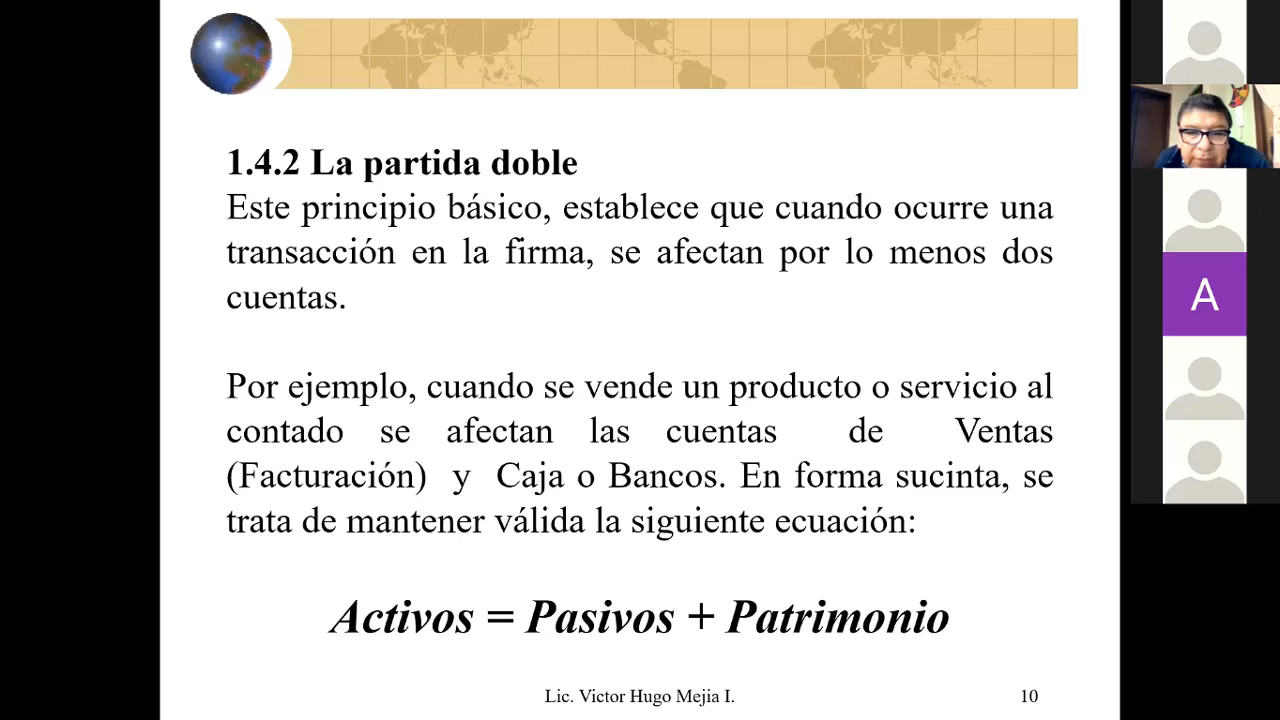 1.4.2 La partida doble
Este principio básico, establece que cuando ocurre una
transacción en la firma, se afectan por lo menos dos
cuentas.
Por ejemplo, cuando se vende un producto o servicio al
contado se afectan las cuentas de Ventas
(Facturación) y Caja o Bancos. En forma sucinta, se
trata de mantener válida la siguiente ecuación:
Activos = Pasivos + Patrimonio
Lic. Victor Hugo Mejia I.
10
A